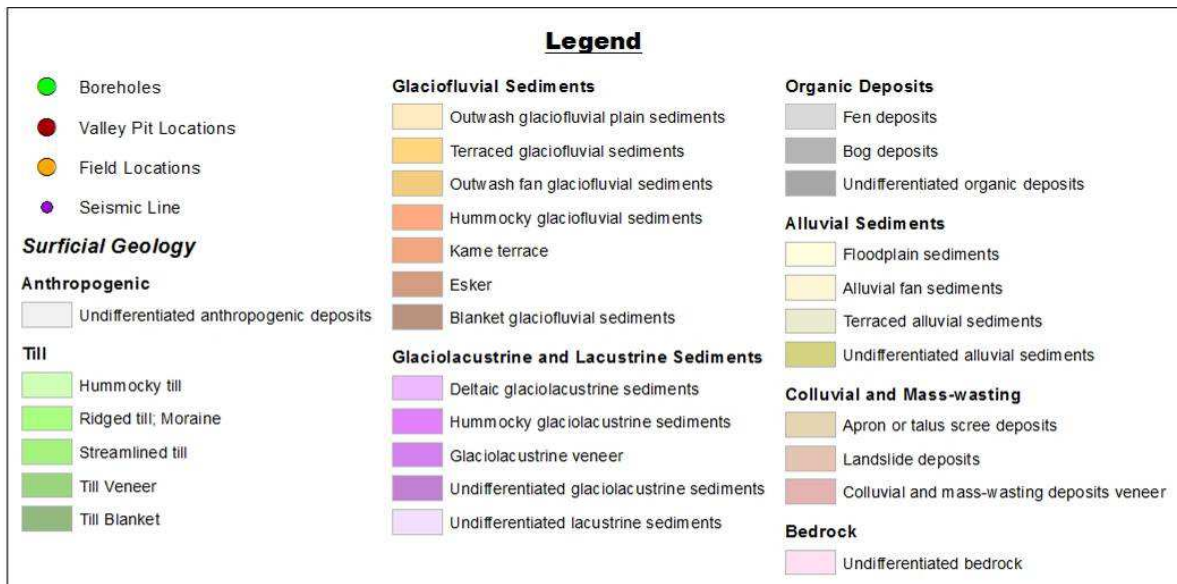 Legend
Boreholes
Valley Pit Locations
Field Locations
Seismic Line
Surficial Geology
Anthropogenic
Undifferentiated anthropogenic deposits
Till
Hummocky till
Ridged till; Moraine
Streamlined till
Till Veneer
Till Blanket
Glaciofluvial Sediments
Outwash glaciofluvial plain sediments
Terraced glaciofluvial sediments
Outwash fan glaciofluvial sediments
Hummocky glaciofluvial sediments
Kame terrace
Esker
Blanket glaciofluvial sediments
Glaciolacustrine and Lacustrine Sediments
Deltaic glaciolacustrine sediments
Hummocky glaciolacustrine sediments
Glaciolacustrine veneer
Undifferentiated glaciolacustrine sediments
Undifferentiated lacustrine sediments
Organic Deposits
Fen deposits
Bog deposits
Undifferentiated organic deposits
Alluvial Sediments
Floodplain sediments
Alluvial fan sediments
Terraced alluvial sediments
Undifferentiated alluvial sediments
Colluvial and Mass-wasting
Apron or talus scree deposits
Landslide deposits
Colluvial and mass-wasting deposits veneer
Bedrock
Undifferentiated bedrock